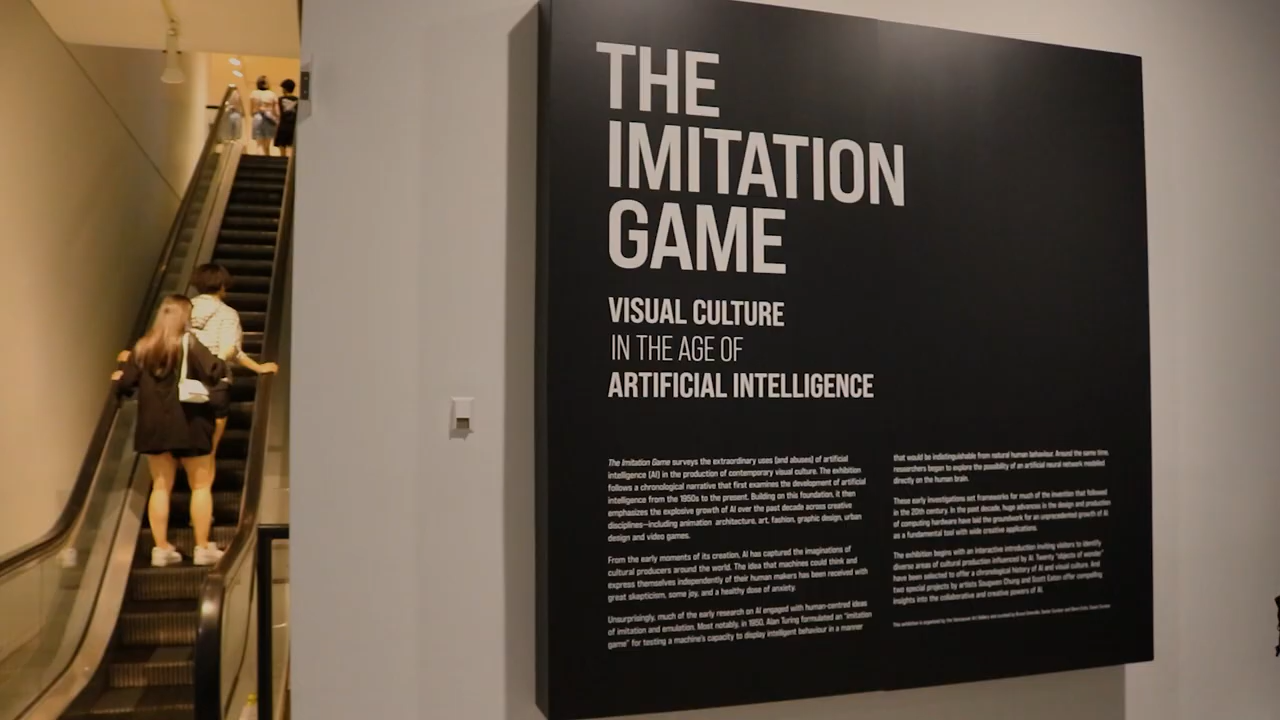 THE
IMITATION
GAME
VISUAL CULTURE
IN THE AGE OF
ARTIFICIAL INTELLIGENCE
The Imitation Game surveys the extraordinary uses (and abuses) of artificial
intelligence (AI) in the production of contemporary visual culture. The exhibition
follows a chronological narrative that first examines the development of artificial
intelligence from the 1950s to the present. Building on this foundation, it then
emphasizes the explosive growth of AI over the past decade across creative
disciplines—including animation architecture, art, fashion, graphic design, urban
design and video games.
From the early moments of its creation, AI has captured the imaginations of
cultural producers around the world. The idea that machines could think and
express themselves independently of their human makers has been received with
great skepticism, some joy, and a healthy dose of anxiety.
Unsurprisingly, much of the early research on AI engaged with human-centred ideas
of imitation and emulation. Most notably, in 1950, Alan Turing formulated an "imitation
game" for testing a machine's capacity to display intelligent behaviour in a manner
that would be indistinguishable from natural human behaviour. Around the same time,
researchers began to explore the possibility of an artificial neural network modelled
directly on the human brain.
These early investigations set frameworks for much of the invention that followed
in the 20th century. In the past decade, huge advances in the design and production
of computing hardware have laid the groundwork for an unprecedented growth of AI
as a fundamental tool with wide creative applications.
The exhibition begins with an interactive introduction inviting visitors to identify
diverse areas of cultural production influenced by AI. Twenty "objects of wonder"
have been selected to offer a chronological history of AI and visual culture. And
two special projects by artists Sougwen Chung and Scott Eaton offer compelling
insights into the collaborative and creative powers of AI.
This exhibition is organized by the Vancouver Art Gallery and curated by